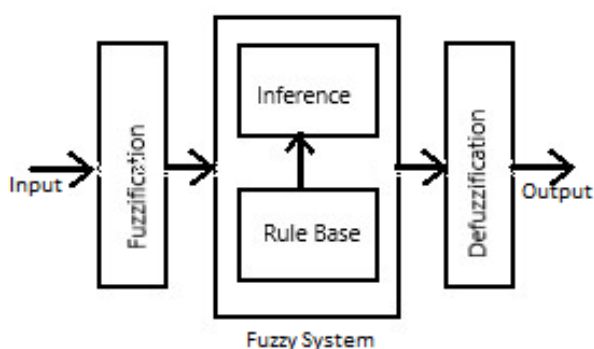 Input
Fuzzification
Inference
Rule Base
Fuzzy System
Defuzzification
Output